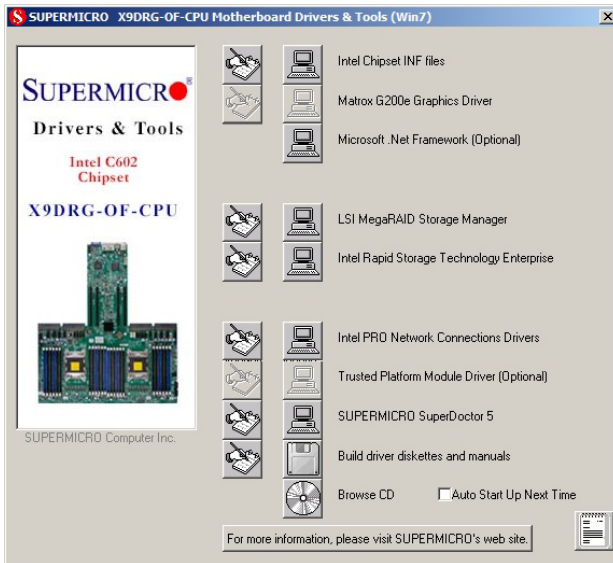 SUPERMICRO X9DRG-OF-CPU Motherboard Drivers & Tools (Win7)
SUPERMICRO®
Drivers & Tools
Intel C602
Chipset
X9DRG-OF-CPU
SUPERMICRO Computer Inc.
Intel Chipset INF files
Matrox G200e Graphics Driver
Microsoft .Net Framework (Optional)
LSI MegaRAID Storage Manager
Intel Rapid Storage Technology Enterprise
Intel PRO Network Connections Drivers
Trusted Platform Module Driver (Optional)
SUPERMICRO SuperDoctor 5
Build driver diskettes and manuals
Browse CD
Auto Start Up Next Time
For more information, please visit SUPERMICRO's web site.